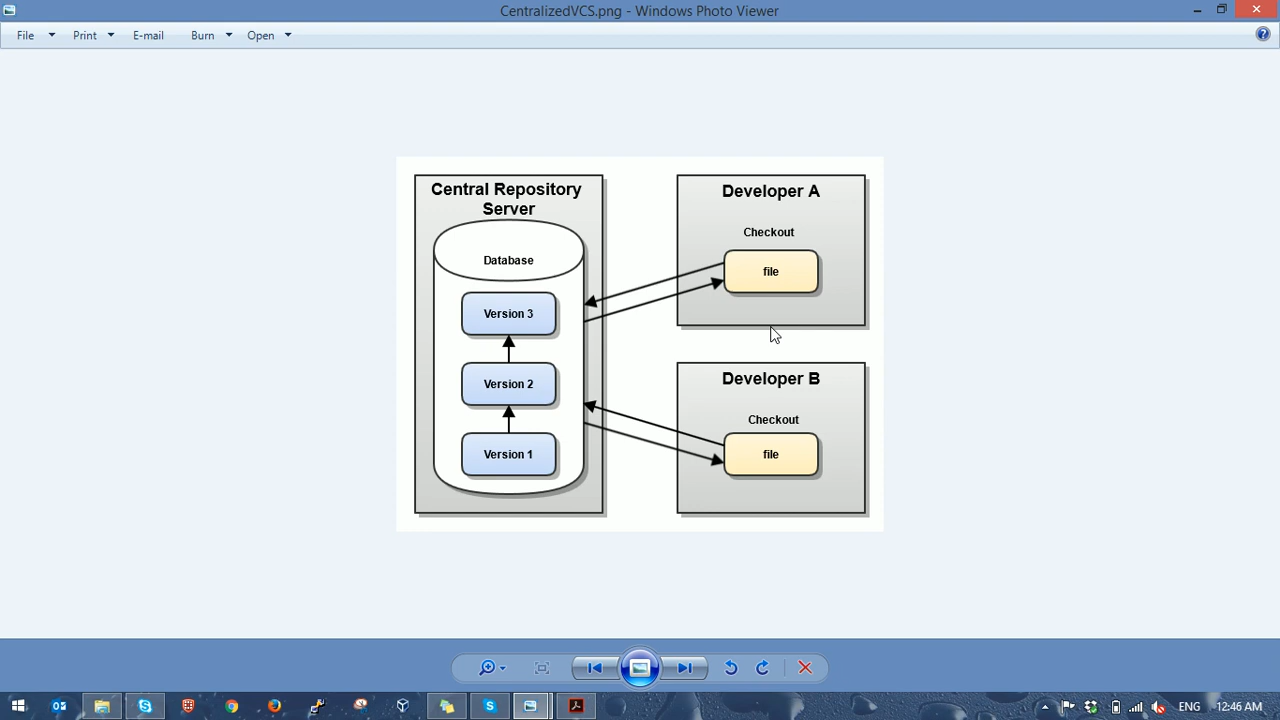 CentralizedVCS.png - Windows Photo Viewer
File Print E-mail Burn Open
Central Repository
Server
Database
Version 3
Version 2
Version 1
Developer A
Checkout
file
Developer B
Checkout
file
ENG 12:46 AM